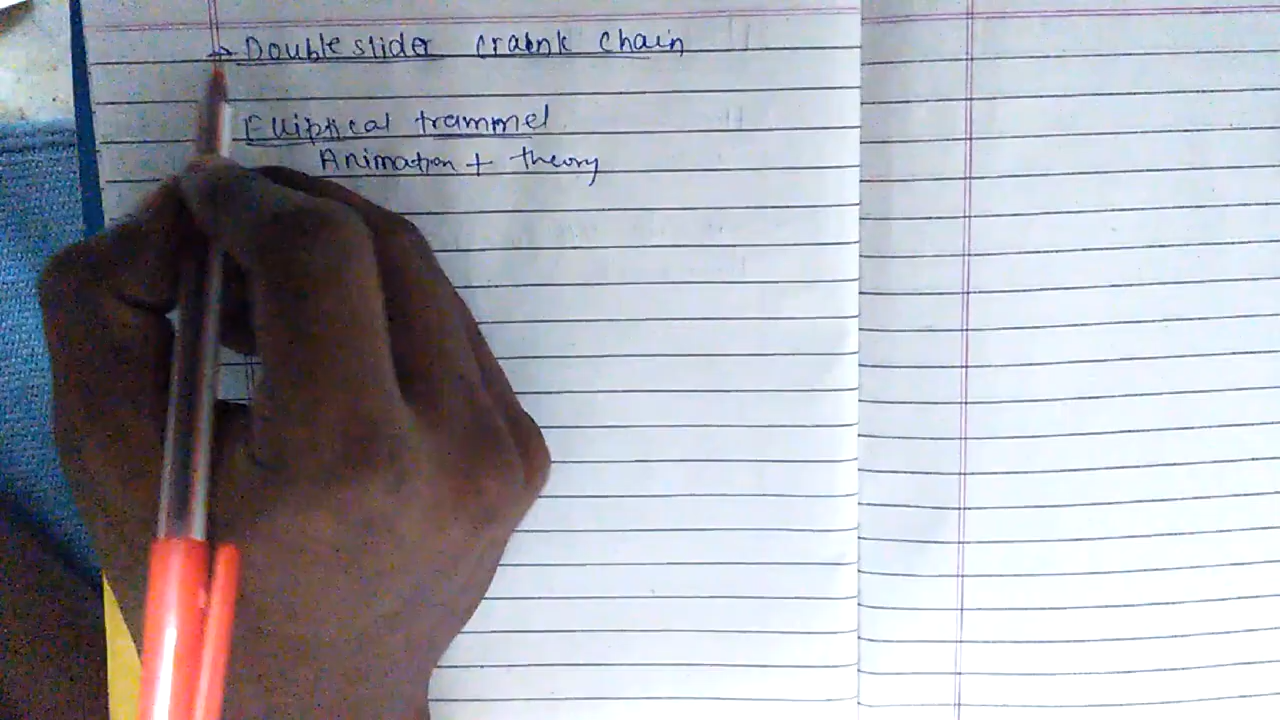 → Double slider crank chain
Elliptical trammel
Animation + theory